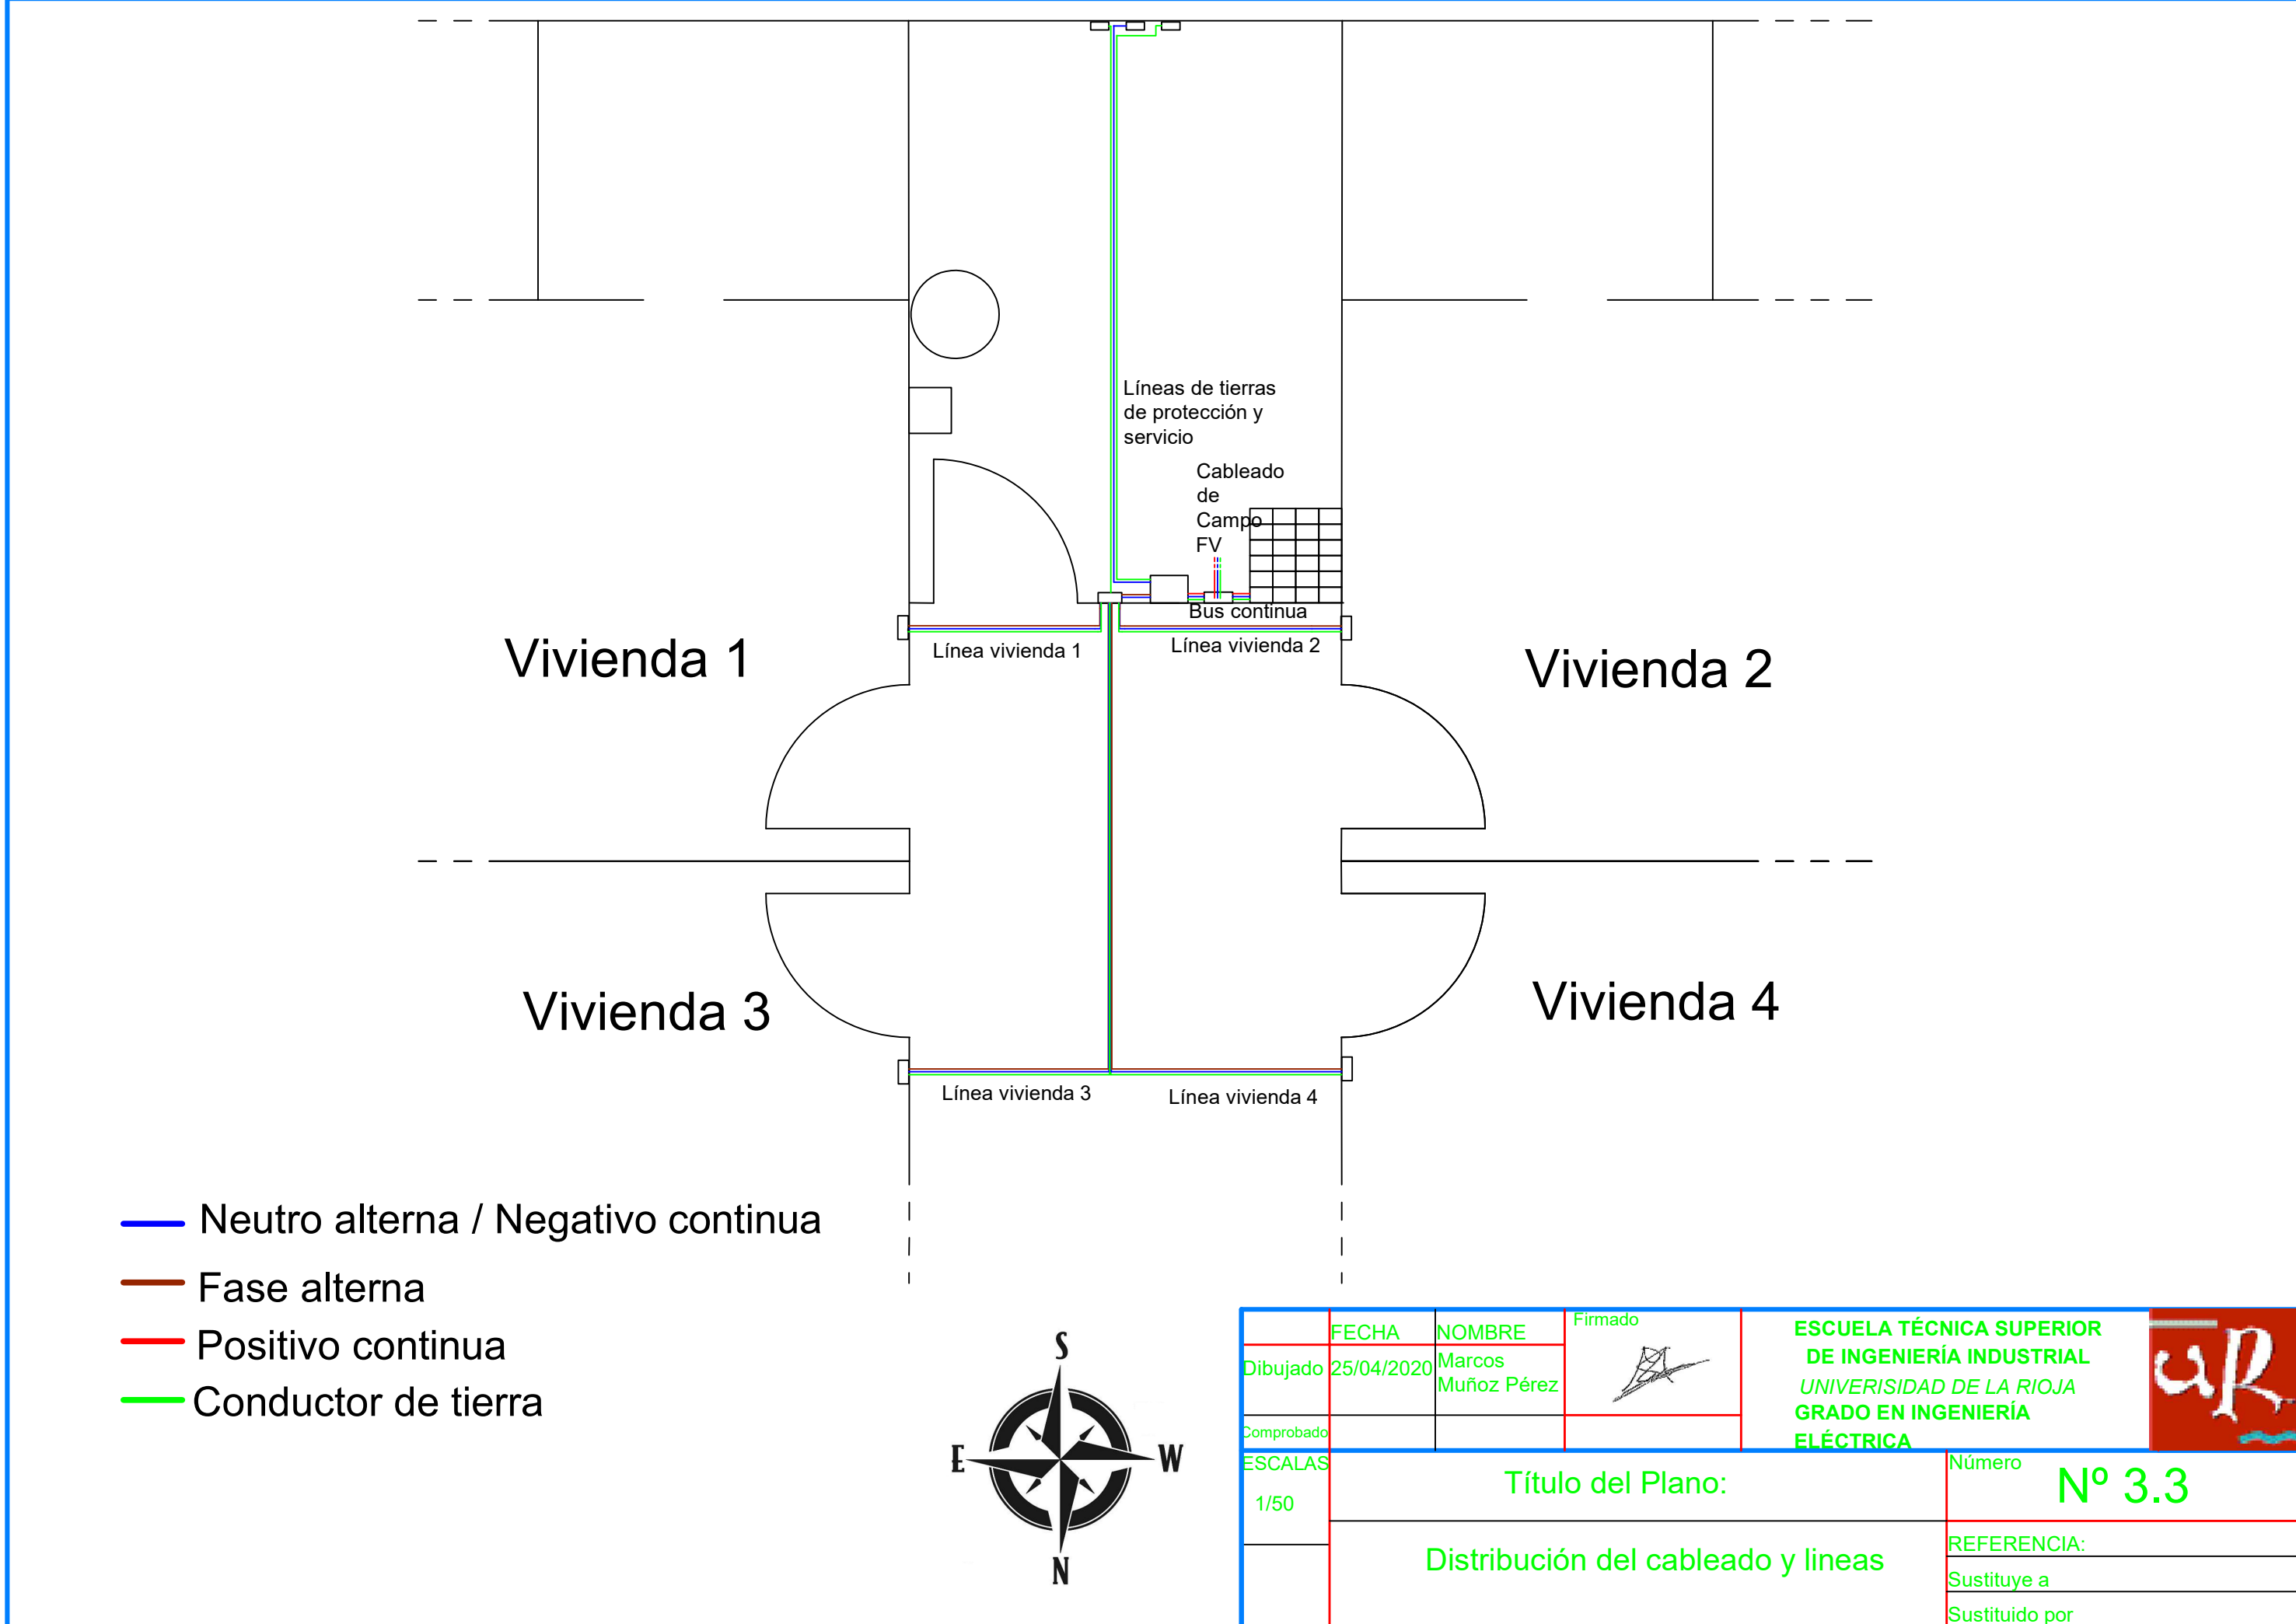 Líneas de tierras
de protección y
servicio
Cableado
de
Campo
FV
Bus continua
Línea vivienda 1
Línea vivienda 2
Vivienda 1
Vivienda 2
Vivienda 3
Vivienda 4
Línea vivienda 3
Línea vivienda 4
Neutro alterna / Negativo continua
Fase alterna
Positivo continua
Conductor de tierra
S
E
W
N
FECHA
NOMBRE
Firmado
Dibujado
25/04/2020
Marcos
Muñoz Pérez
Comprobado
ESCUELA TÉCNICA SUPERIOR
DE INGENIERÍA INDUSTRIAL
UNIVERISIDAD DE LA RIOJA
GRADO EN INGENIERÍA
ELÉCTRICA
uR
ESCALAS
1/50
Título del Plano:
Distribución del cableado y lineas
Número
Nº 3.3
REFERENCIA:
Sustituye a
Sustituido por